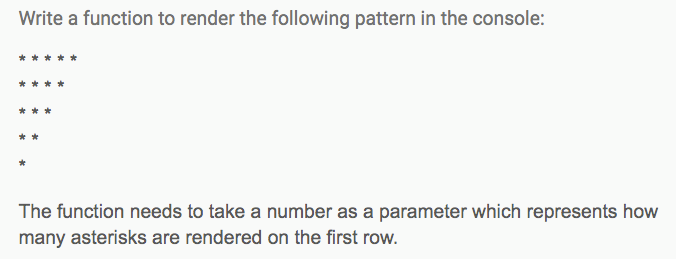 Write a function to render the following pattern in the console:
* * * * *
* * * *
* * *
* *
*
The function needs to take a number as a parameter which represents how
many asterisks are rendered on the first row.